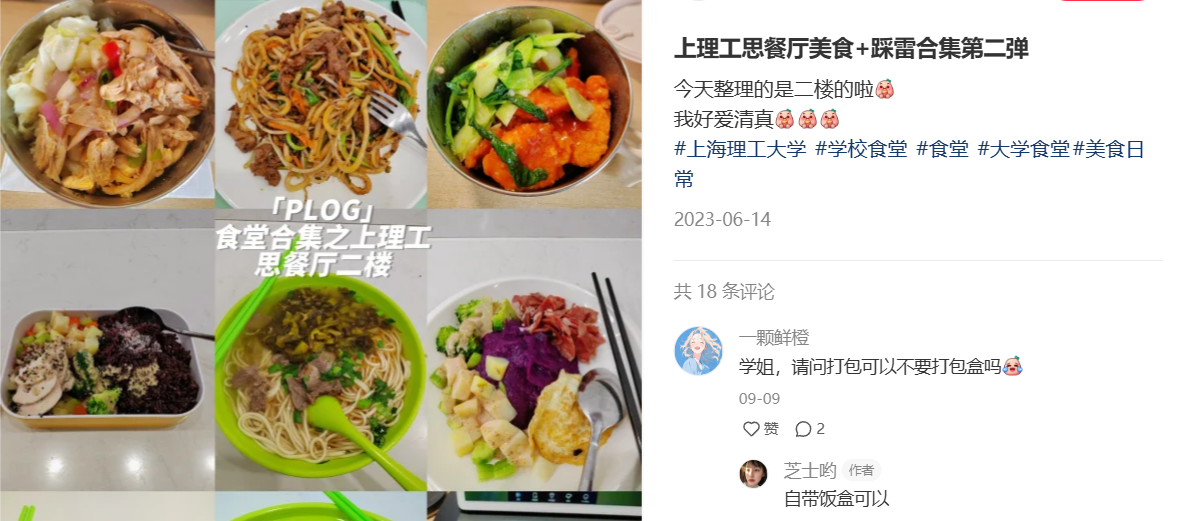 「PLOG」
食堂合集之上理工
思餐厅二楼
上理工思餐厅美食+踩雷合集第二弹
今天整理的是二楼的啦
我好爱清真
#上海理工大学 #学校食堂 #食堂 #大学食堂#美食日
常
2023-06-14
共 18 条评论
一颗鲜橙
学姐，请问打包可以不要打包盒吗
09-09
赞 2
芝士哟 作者
自带饭盒可以